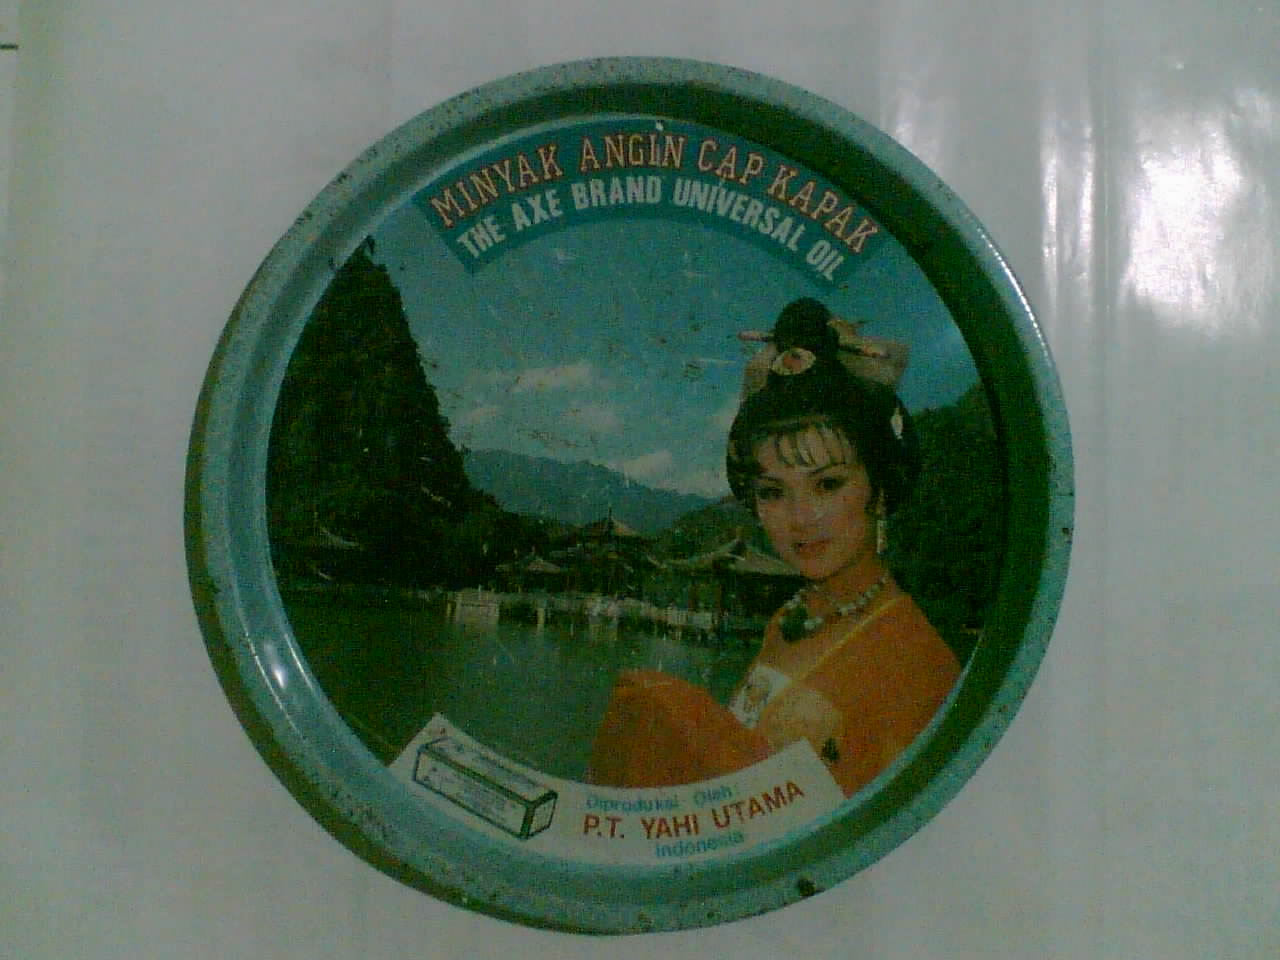 MINYAK ANGIN CAP KAPAK
THE AXE BRAND UNIVERSAL OIL
Diproduksi Oleh:
P.T. YAHI UTAMA
Indonesia